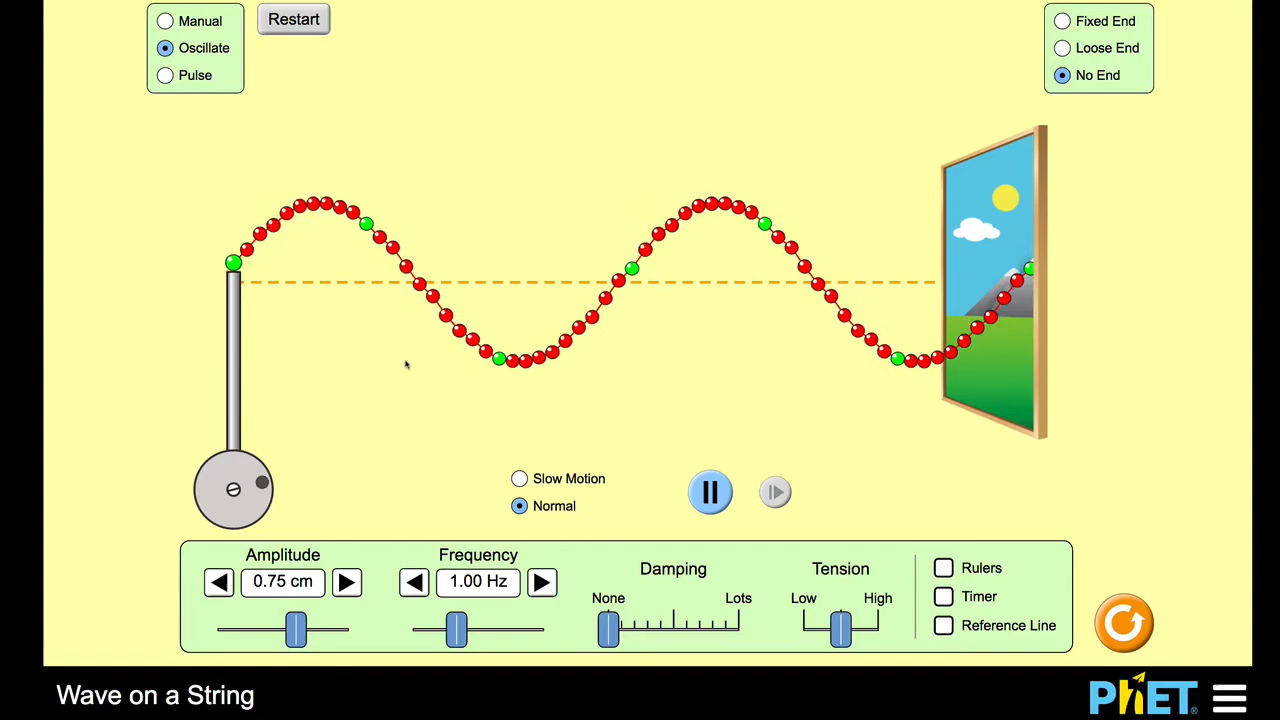 Manual
Oscillate
Pulse
Restart
Fixed End
Loose End
No End
Slow Motion
Normal
Amplitude
0.75 cm
Frequency
1.00 Hz
Damping
None
Lots
Tension
Low
High
Rulers
Timer
Reference Line
Wave on a String
PhET